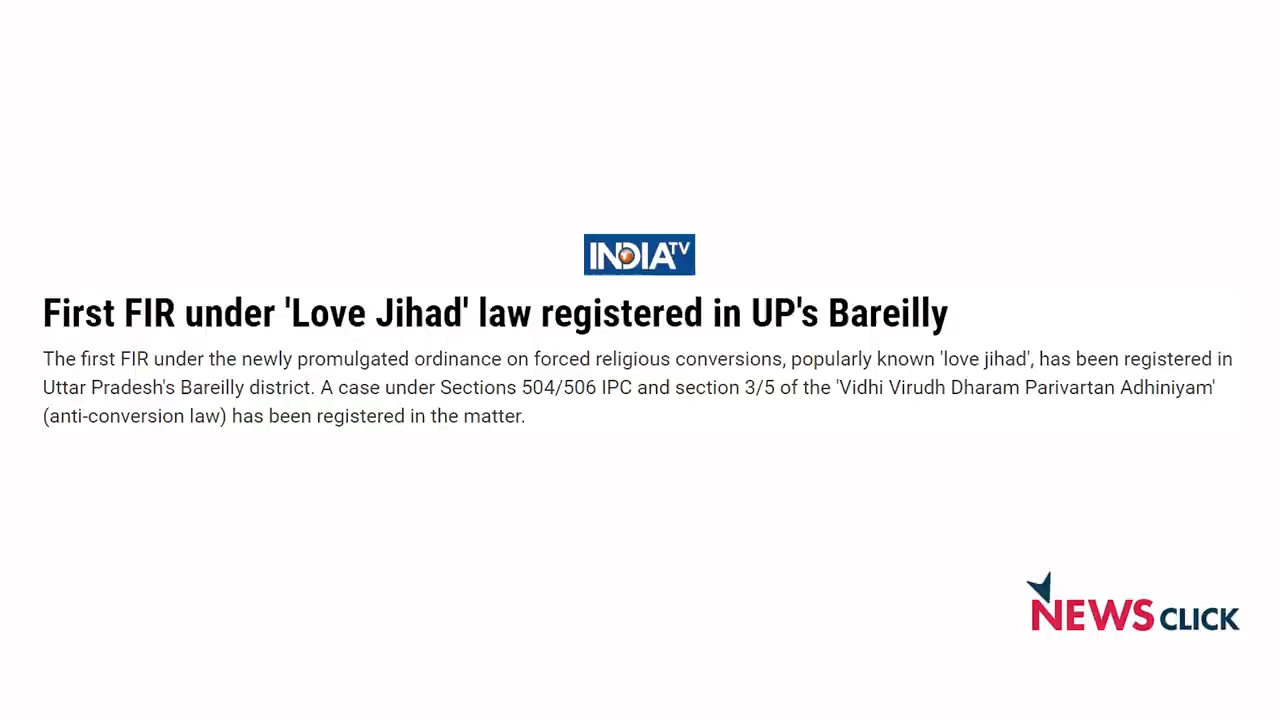 INDIA TV
First FIR under 'Love Jihad' law registered in UP's Bareilly
The first FIR under the newly promulgated ordinance on forced religious conversions, popularly known 'love jihad', has been registered in
Uttar Pradesh's Bareilly district. A case under Sections 504/506 IPC and section 3/5 of the 'Vidhi Virudh Dharam Parivartan Adhiniyam'
(anti-conversion law) has been registered in the matter.
NEWSCLICK